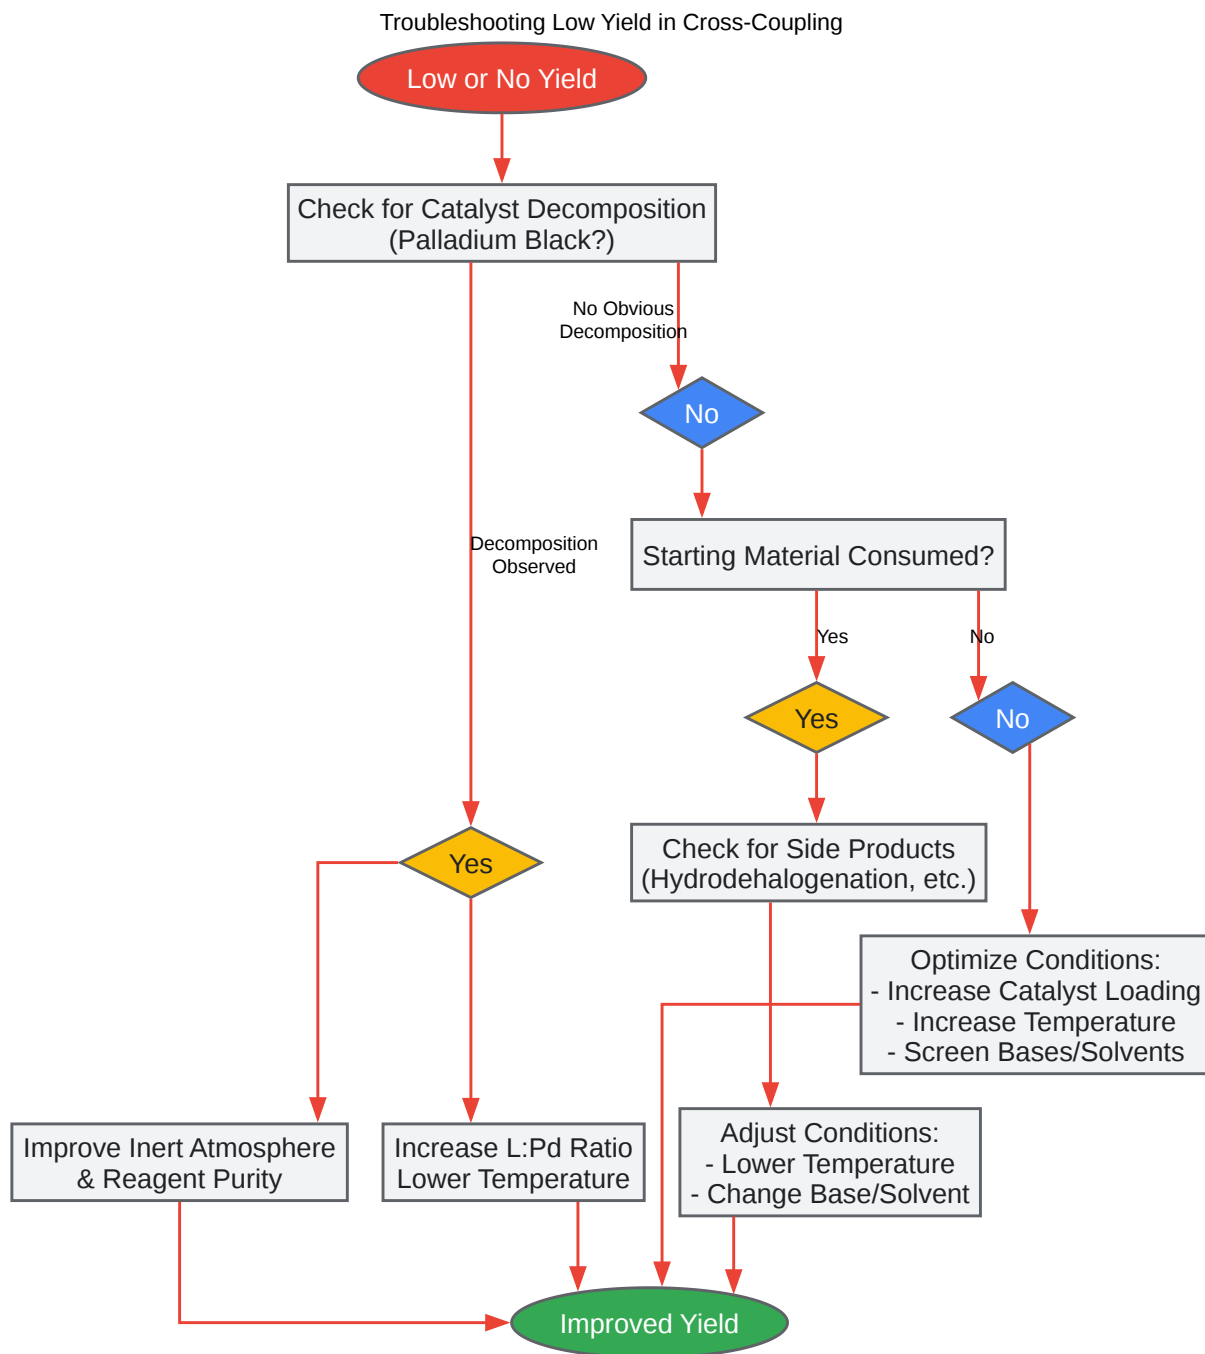 Troubleshooting Low Yield in Cross-Coupling
Low or No Yield
Check for Catalyst Decomposition
(Palladium Black?)
No Obvious
Decomposition
No
Decomposition
Observed
Starting Material Consumed?
Yes
No
Yes
No
Check for Side Products
(Hydrodehalogenation, etc.)
Yes
Optimize Conditions:
- Increase Catalyst Loading
- Increase Temperature
- Screen Bases/Solvents
Improve Inert Atmosphere
& Reagent Purity
Increase L:Pd Ratio
Lower Temperature
Adjust Conditions:
- Lower Temperature
- Change Base/Solvent
Improved Yield